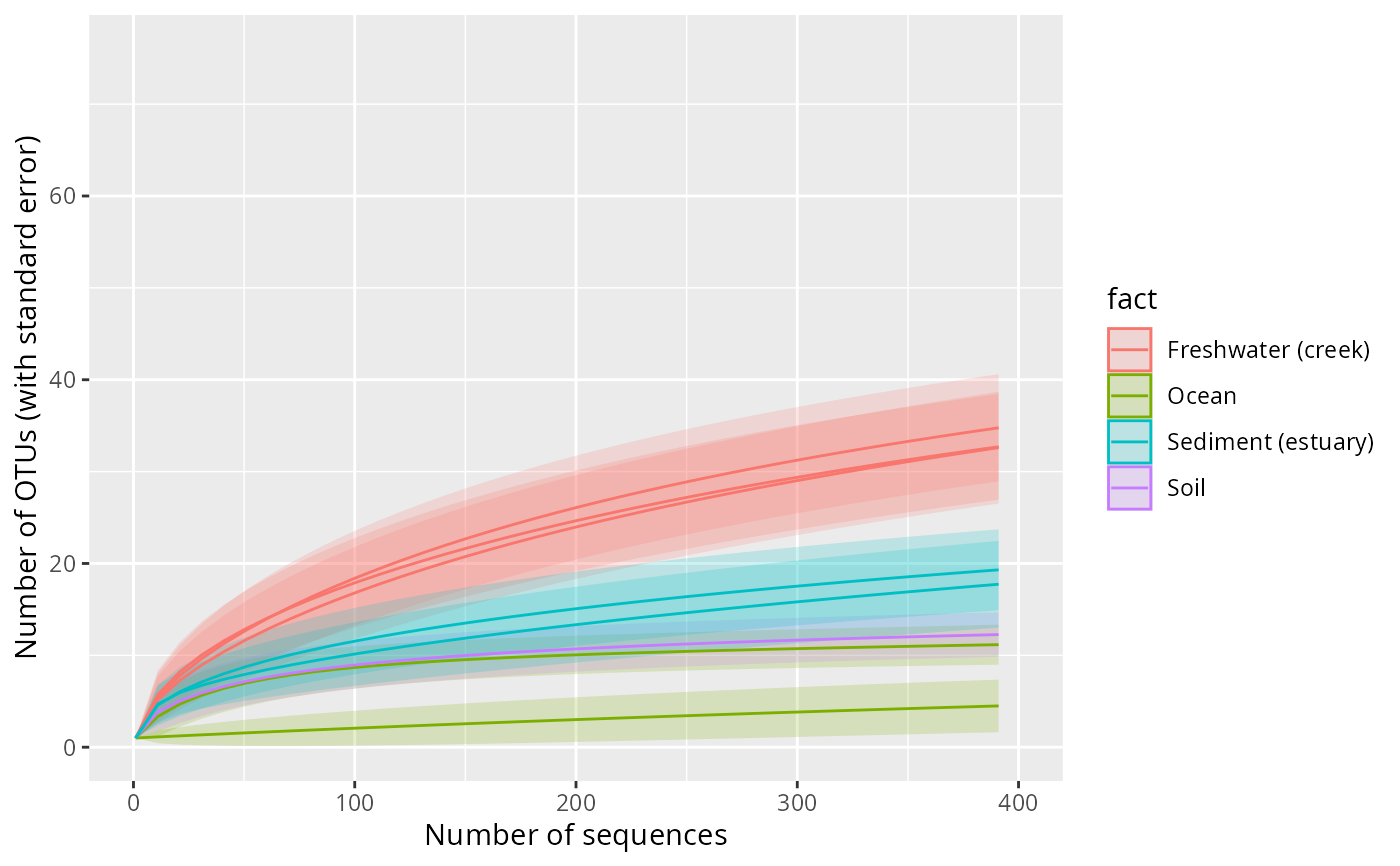 Number of OTUs (with standard error)
60
40
20
0
0 100 200 300 400
Number of sequences
fact
Freshwater (creek)
Ocean
Sediment (estuary)
Soil